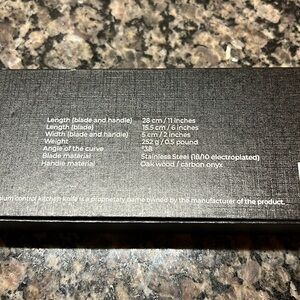 Length (blade and handle) 28 cm / 11 inches
Length (blade) 15.5 cm / 6 inches
Width (blade and handle) 5 cm / 2 inches
Weight 252 g / 0.5 pound
Angle of the curve °38
Blade material Stainless Steel (18/10 electroplated)
Handle material Oak wood / carbon onyx
control kitchen knife is a proprietary name owned by the manufacturer of the product.